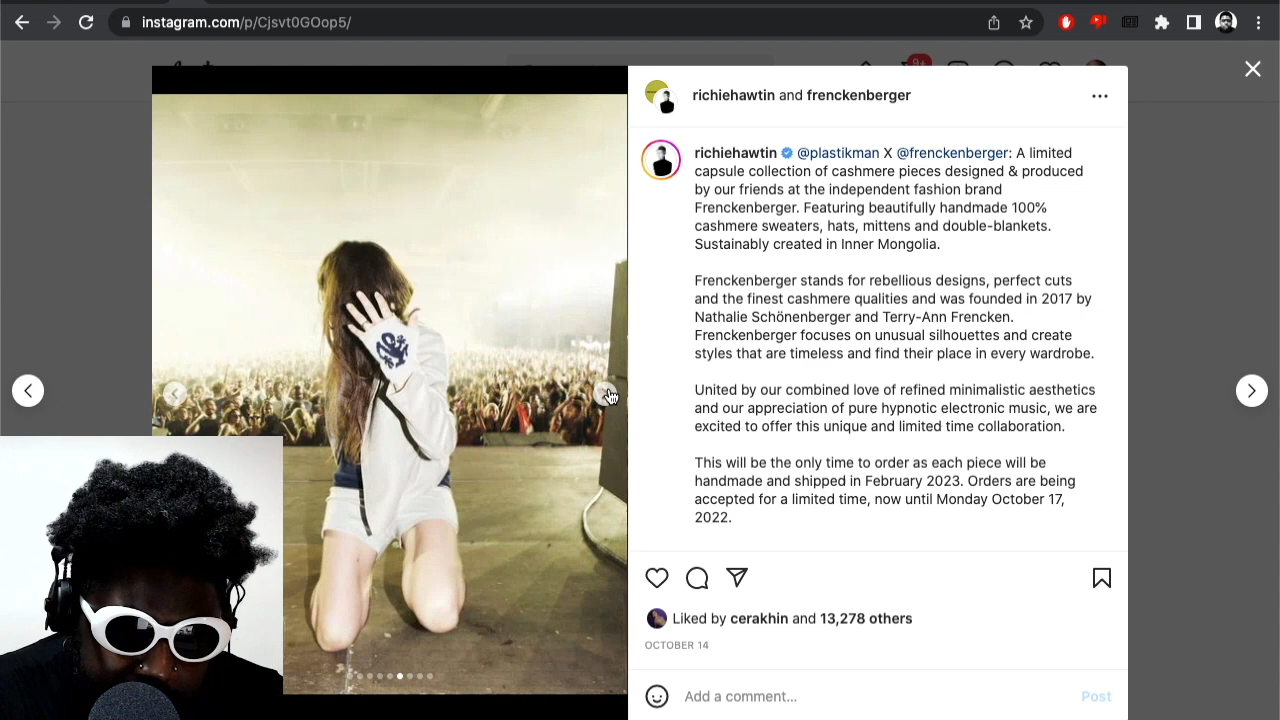 instagram.com/p/Cjsvt0GOop5/
9+
richiehawtin and frenckenberger
richiehawtin @plastikman X @frenckenberger: A limited
capsule collection of cashmere pieces designed & produced
by our friends at the independent fashion brand
Frenckenberger. Featuring beautifully handmade 100%
cashmere sweaters, hats, mittens and double-blankets.
Sustainably created in Inner Mongolia.
Frenckenberger stands for rebellious designs, perfect cuts
and the finest cashmere qualities and was founded in 2017 by
Nathalie Schönenberger and Terry-Ann Frencken.
Frenckenberger focuses on unusual silhouettes and create
styles that are timeless and find their place in every wardrobe.
United by our combined love of refined minimalistic aesthetics
and our appreciation of pure hypnotic electronic music, we are
excited to offer this unique and limited time collaboration.
This will be the only time to order as each piece will be
handmade and shipped in February 2023. Orders are being
accepted for a limited time, now until Monday October 17,
2022.
Liked by cerakhin and 13,278 others
OCTOBER 14
Add a comment...
Post